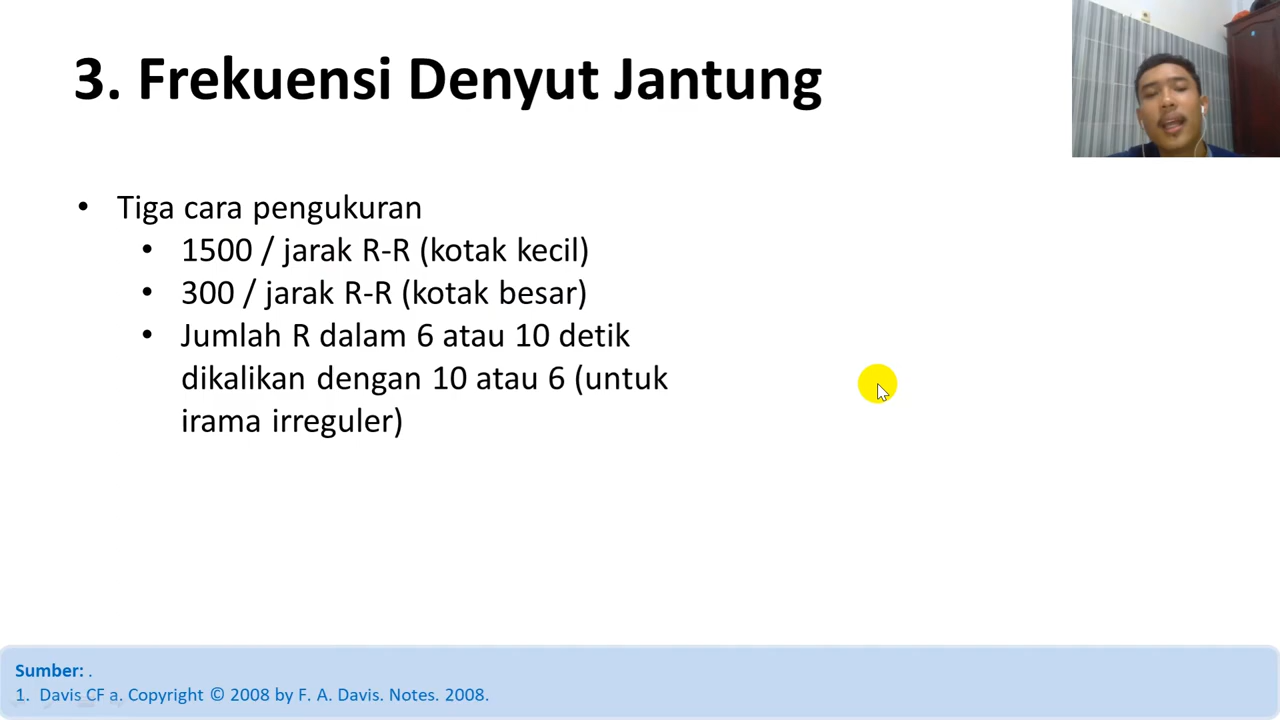 3. Frekuensi Denyut Jantung
• Tiga cara pengukuran
• 1500 / jarak R-R (kotak kecil)
• 300 / jarak R-R (kotak besar)
• Jumlah R dalam 6 atau 10 detik
dikalikan dengan 10 atau 6 (untuk
irama irreguler)
Sumber: .
1. Davis CF a. Copyright © 2008 by F. A. Davis. Notes. 2008.